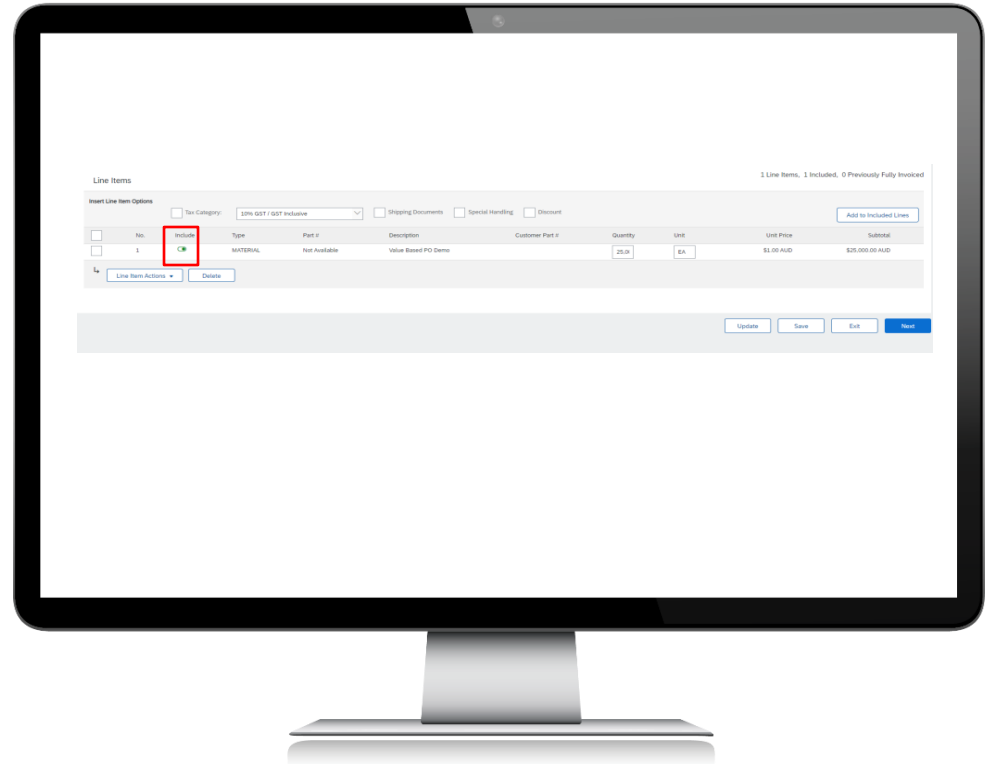 Line Items
1 Line Items, 1 Included, 0 Previously Fully Invoiced
Insert Line Item Options
Tax Category: 10% GST / GST Inclusive Shipping Documents Special Handling Discount Add to Included Lines
No. Include Type Part # Description Customer Part # Quantity Unit Unit Price Subtotal
1 MATERIAL Not Available Value Based PO Demo EA $1.00 AUD $25,000.00 AUD
Line Item Actions Delete
Update Save Exit Next